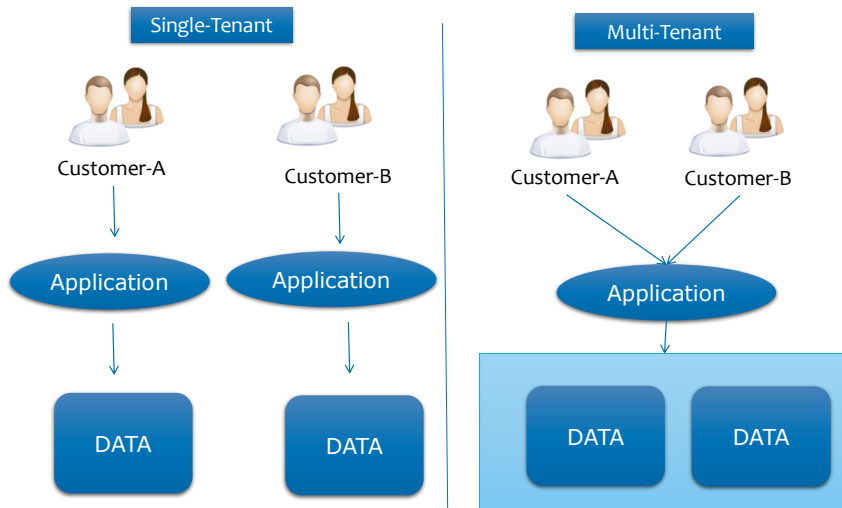 Single-Tenant
Multi-Tenant
Customer-A
Customer-B
Customer-A
Customer-B
Application
Application
Application
DATA
DATA
DATA
DATA